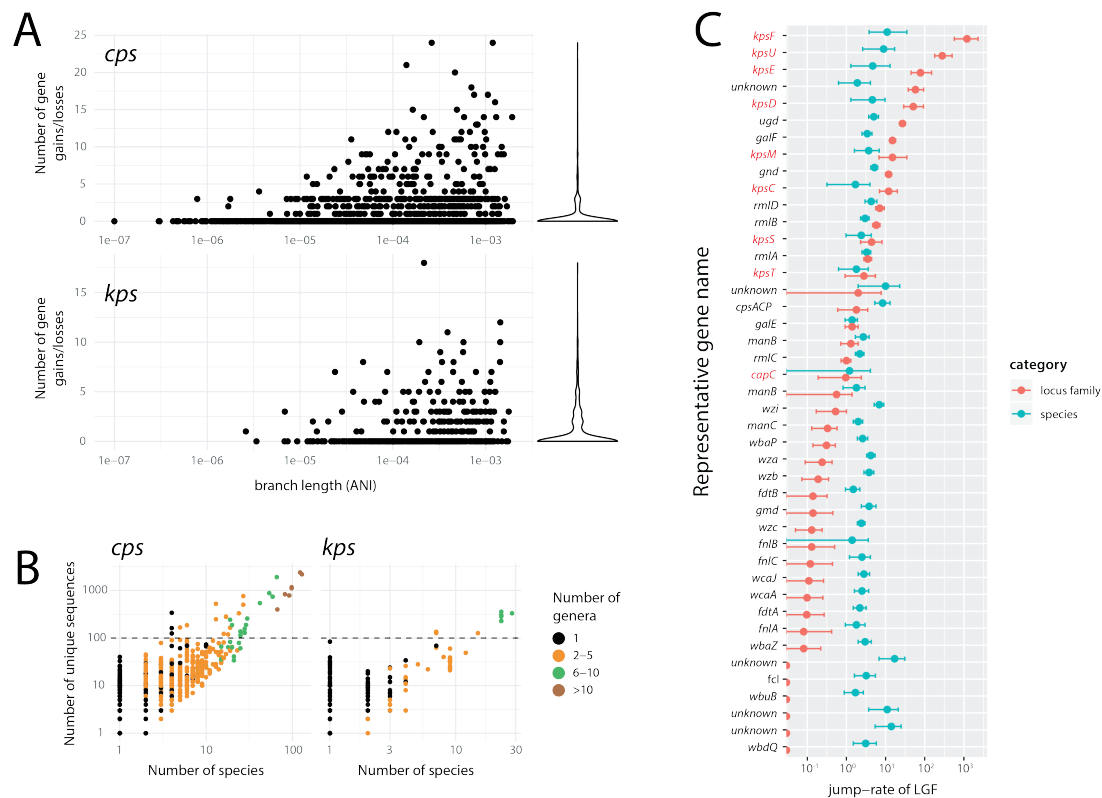 A
cps
Number of gene
gains/losses
25
20
15
10
5
0
1e−07
1e−06
1e−05
1e−04
1e−03
kps
Number of gene
gains/losses
15
10
5
0
1e−07
1e−06
1e−05
1e−04
1e−03
branch length (ANI)
B
cps
kps
Number of unique sequences
1000
100
10
1
1
10
100
Number of species
1
3
10
30
Number of species
Number of
genera
1
2−5
6−10
>10
C
Representative gene name
kpsF
kpsU
kpsE
unknown
kpsD
ugd
galF
kpsM
gnd
kpsC
rmlD
rmlB
kpsS
rmlA
kpsT
unknown
cpsACP
galE
manB
rmlC
capC
manB
wzi
manC
wbaP
wza
wzb
fdtB
gmd
wzc
fnlB
fnlC
wcaJ
wcaA
fdtA
fnlA
wbaZ
unknown
fcl
wbuB
unknown
unknown
wbdQ
10⁻¹
10⁰
10¹
10²
10³
jump−rate of LGF
category
locus family
species